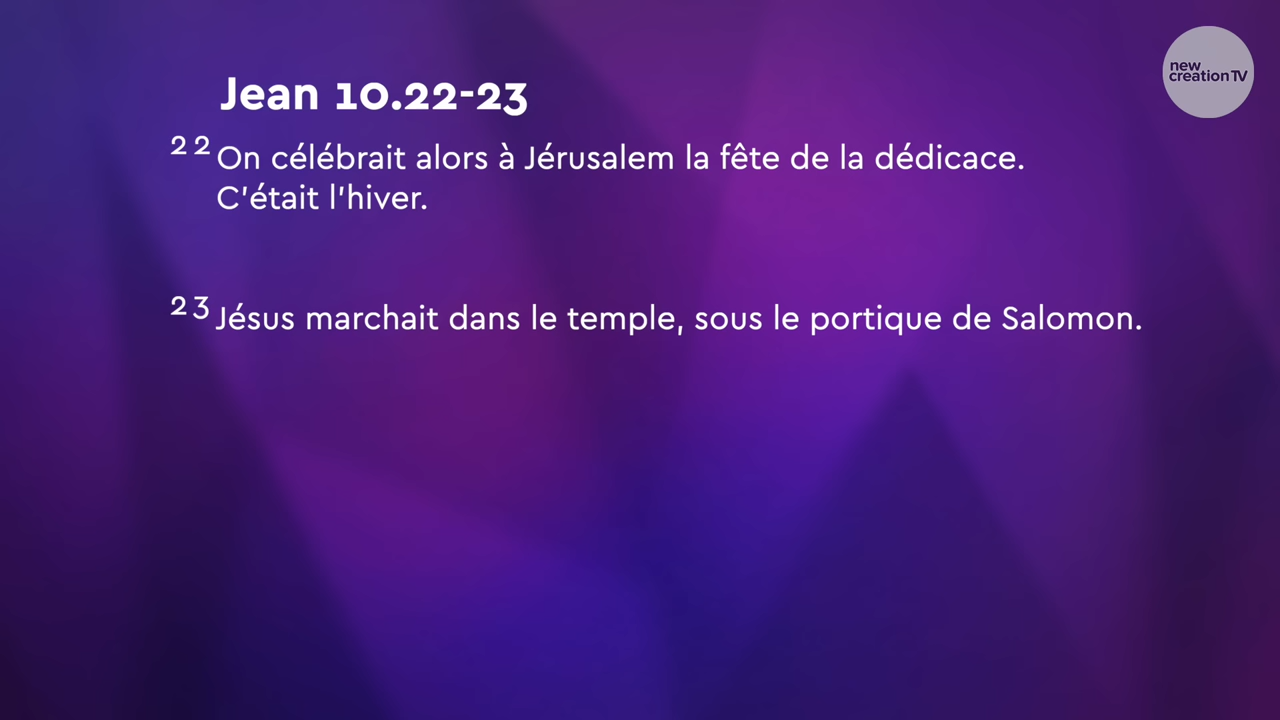 new
creation TV
Jean 10.22-23
22 On célébrait alors à Jérusalem la fête de la dédicace.
C'était l'hiver.
23 Jésus marchait dans le temple, sous le portique de Salomon.